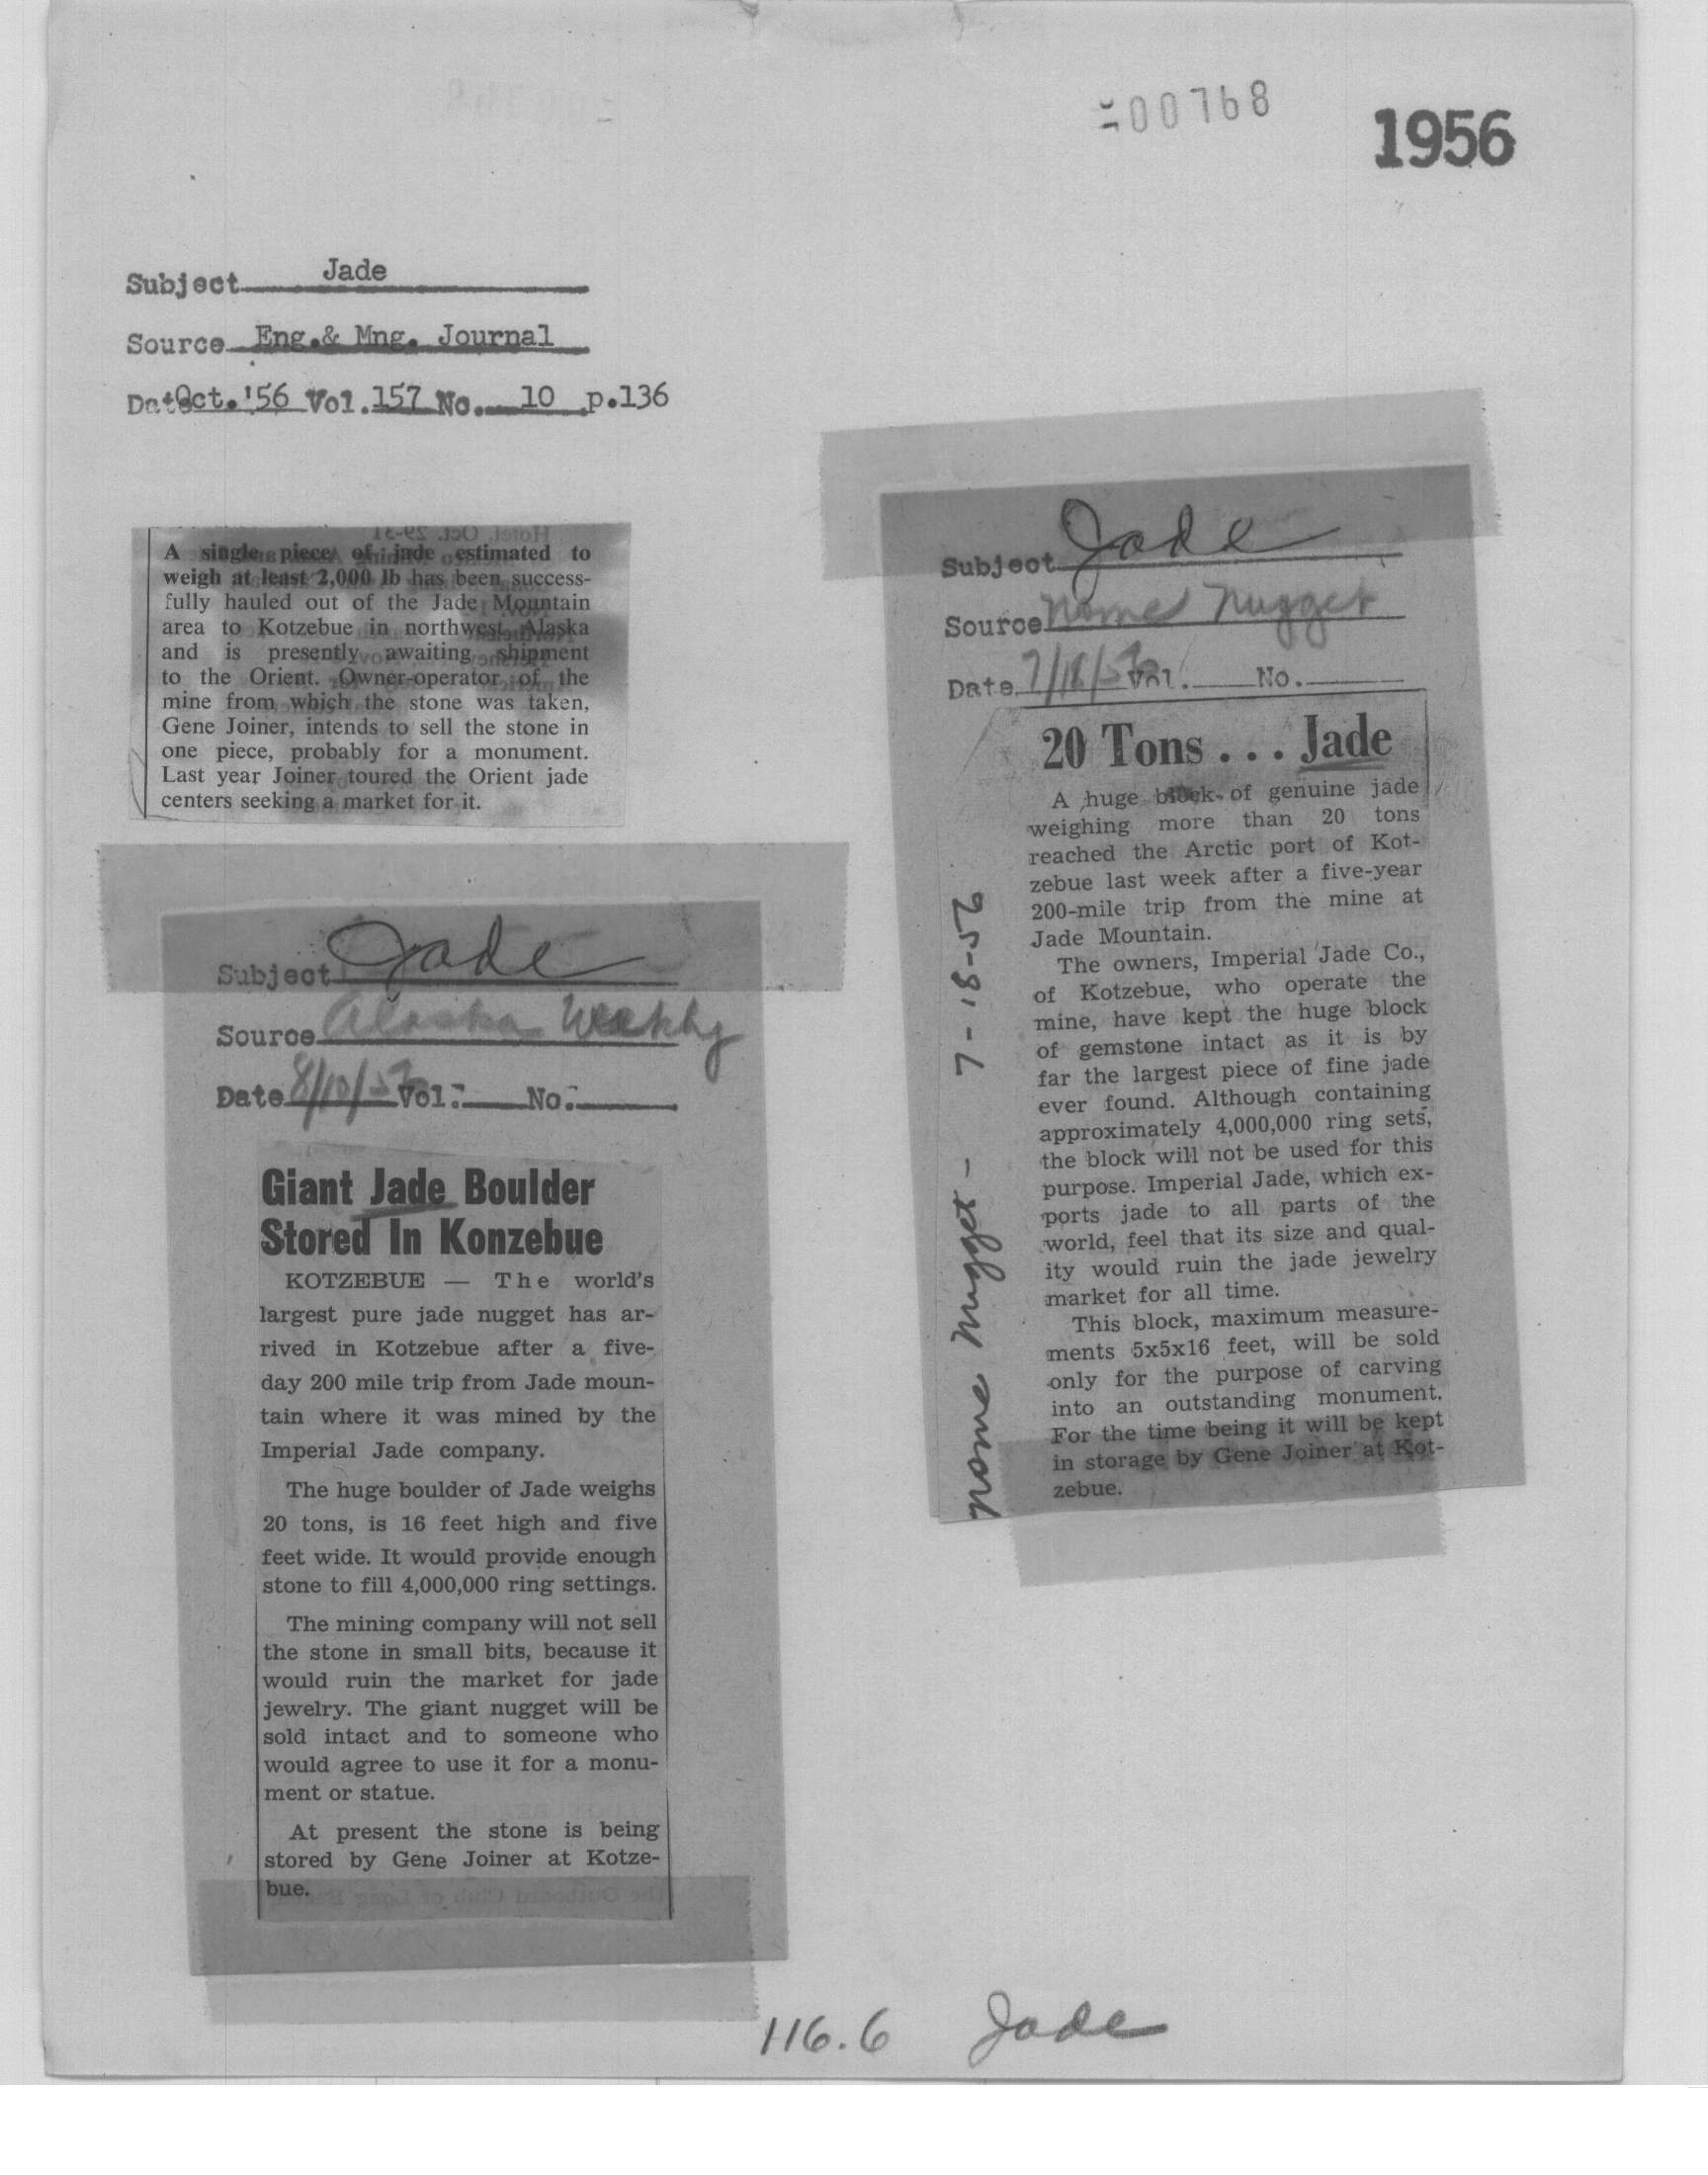 00768
1956
Subject Jade
Source Eng.& Mng. Journal
Date Oct. '56 Vol. 157 No. 10 p.136
A single piece of jade estimated to
weigh at least 2,000 lb has been success-
fully hauled out of the Jade Mountain
area to Kotzebue in northwest Alaska
and is presently awaiting shipment
to the Orient. Owner-operator of the
mine from which the stone was taken,
Gene Joiner, intends to sell the stone in
one piece, probably for a monument.
Last year Joiner toured the Orient jade
centers seeking a market for it.
Subject Jade
Source Alaska Weekly
Date 8/10/56 Vol. No.
Giant Jade Boulder
Stored In Konzebue
KOTZEBUE — The world's
largest pure jade nugget has ar-
rived in Kotzebue after a five-
day 200 mile trip from Jade moun-
tain where it was mined by the
Imperial Jade company.
The huge boulder of Jade weighs
20 tons, is 16 feet high and five
feet wide. It would provide enough
stone to fill 4,000,000 ring settings.
The mining company will not sell
the stone in small bits, because it
would ruin the market for jade
jewelry. The giant nugget will be
sold intact and to someone who
would agree to use it for a monu-
ment or statue.
At present the stone is being
stored by Gene Joiner at Kotze-
bue.
Subject Jade
Source Nome Nugget
Date 7/18/56 Vol. No.
20 Tons . . . Jade
A huge block of genuine jade
weighing more than 20 tons
reached the Arctic port of Kot-
zebue last week after a five-year
200-mile trip from the mine at
Jade Mountain.
The owners, Imperial Jade Co.,
of Kotzebue, who operate the
mine, have kept the huge block
of gemstone intact as it is by
far the largest piece of fine jade
ever found. Although containing
approximately 4,000,000 ring sets,
the block will not be used for this
purpose. Imperial Jade, which ex-
ports jade to all parts of the
world, feel that its size and qual-
ity would ruin the jade jewelry
market for all time.
This block, maximum measure-
ments 5x5x16 feet, will be sold
only for the purpose of carving
into an outstanding monument.
For the time being it will be kept
in storage by Gene Joiner at Kot-
zebue.
Nome Nugget - 7-18-56
116.6 Jade